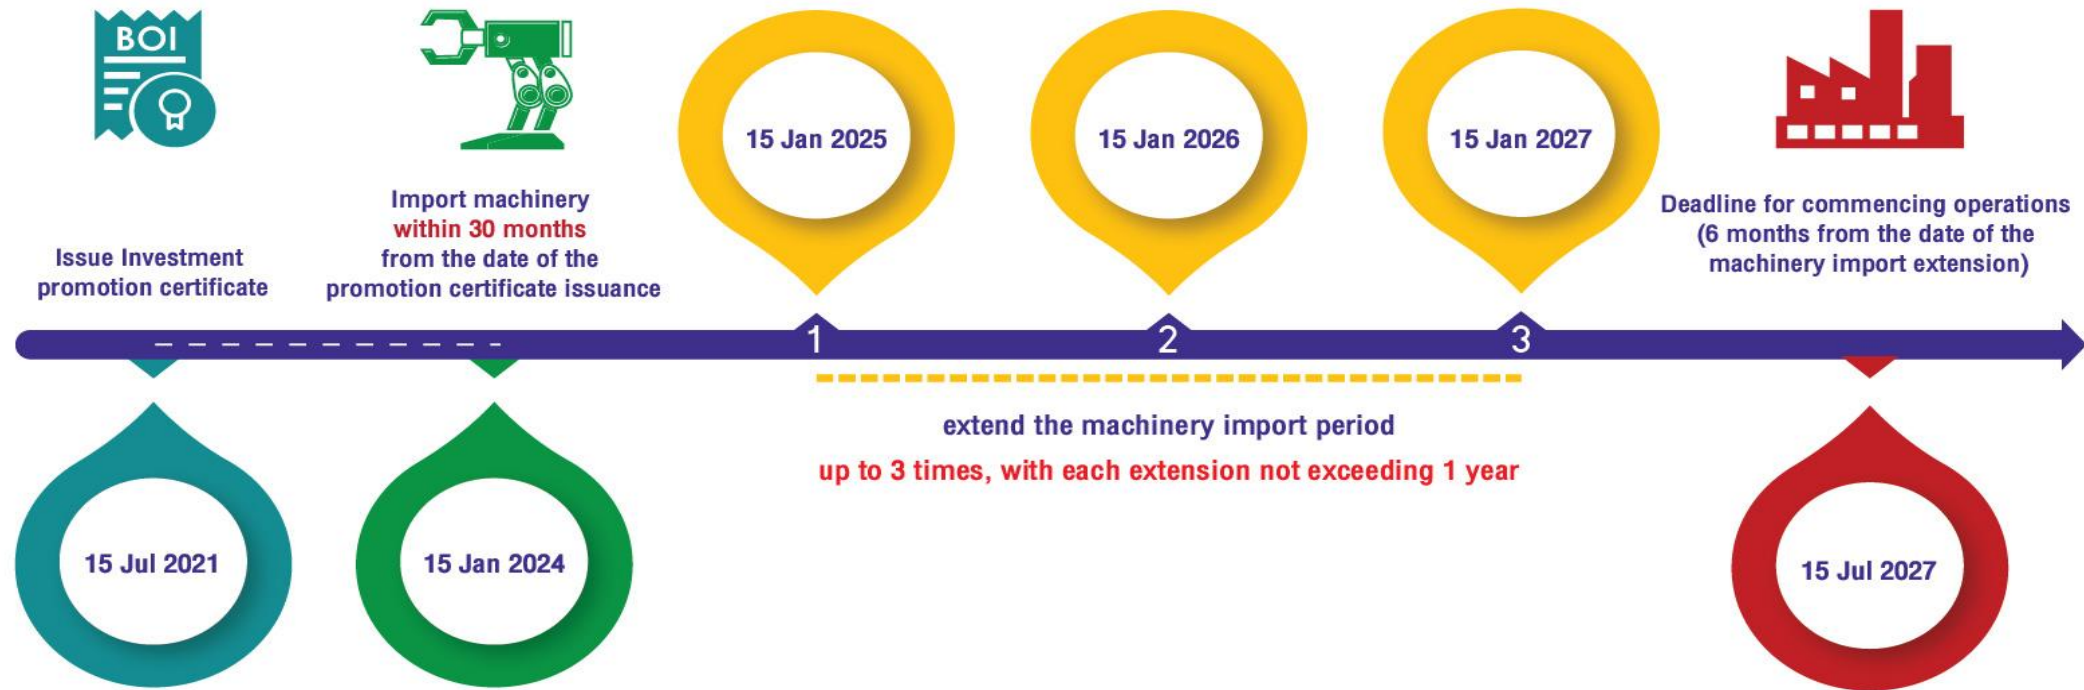 BOI
Issue Investment
promotion certificate
Import machinery
within 30 months
from the date of the
promotion certificate issuance
15 Jan 2025
15 Jan 2026
15 Jan 2027
Deadline for commencing operations
(6 months from the date of the
machinery import extension)
1
2
3
extend the machinery import period
up to 3 times, with each extension not exceeding 1 year
15 Jul 2021
15 Jan 2024
15 Jul 2027